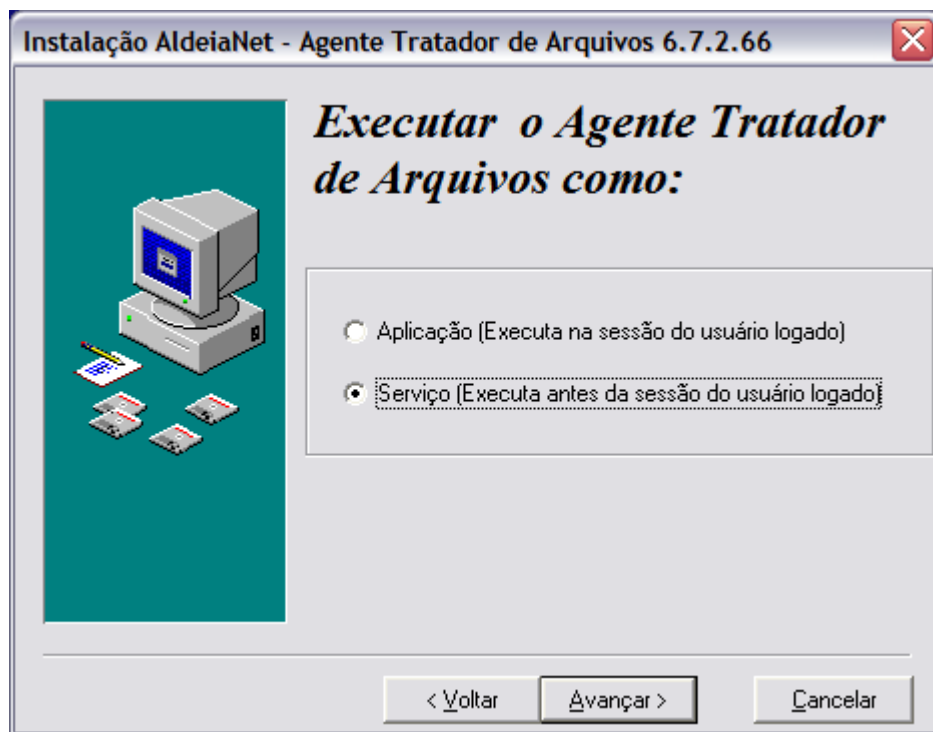 Instalação AldeiaNet - Agente Tratador de Arquivos 6.7.2.66
Executar o Agente Tratador
de Arquivos como:
Aplicação (Executa na sessão do usuário logado)
Serviço (Executa antes da sessão do usuário logado)
< Voltar
Avançar >
Cancelar